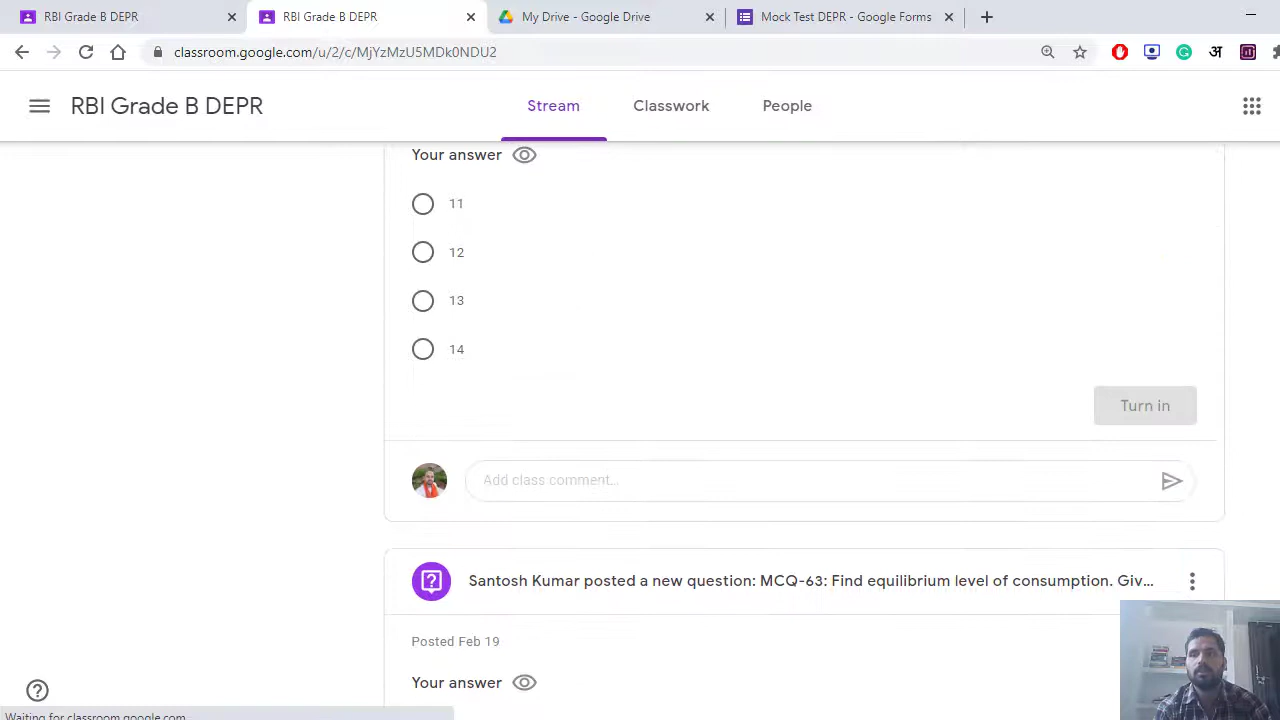 RBI Grade B DEPR
RBI Grade B DEPR
My Drive - Google Drive
Mock Test DEPR - Google Forms
classroom.google.com/u/2/c/MjYzMzU5MDk0NDU2
अ
RBI Grade B DEPR
Stream
Classwork
People
Your answer
11
12
13
14
Turn in
Add class comment...
Santosh Kumar posted a new question: MCQ-63: Find equilibrium level of consumption. Giv...
Posted Feb 19
Your answer
Waiting for classroom.google.com